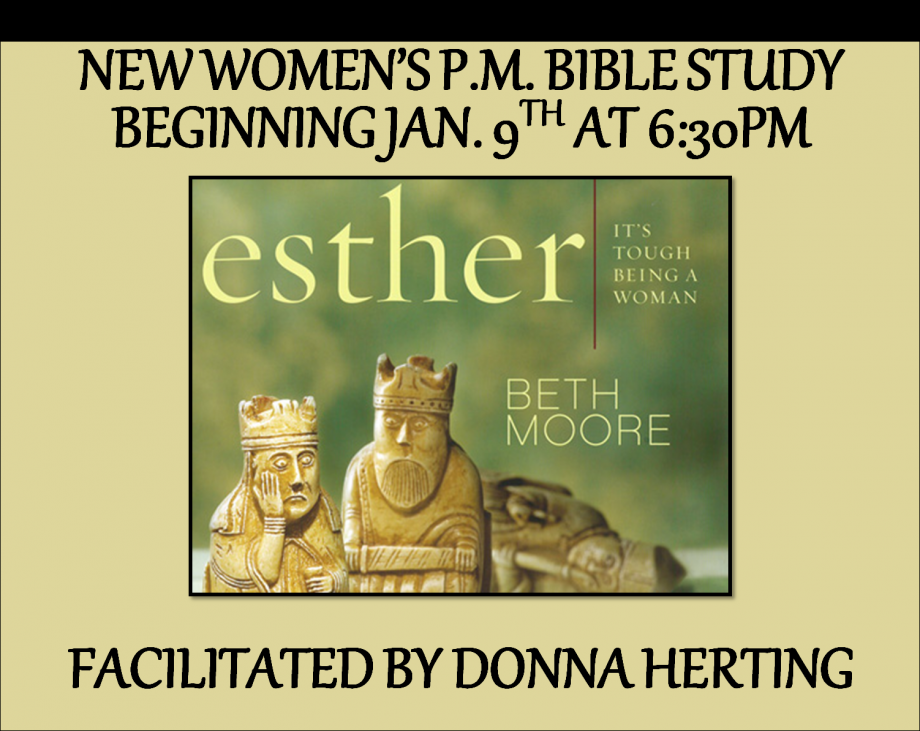 NEW WOMEN'S P.M. BIBLE STUDY
BEGINNING JAN. 9TH AT 6:30PM
esther
IT'S
TOUGH
BEING A
WOMAN
BETH
MOORE
FACILITATED BY DONNA HERTING